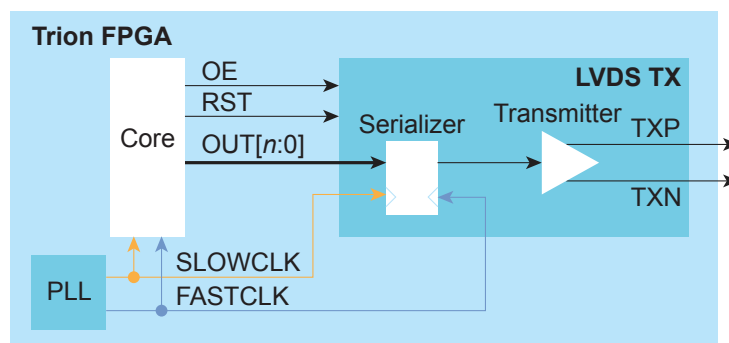 Trion FPGA
OE
LVDS TX
RST
Transmitter
Serializer
TXP
Core
OUT[n:0]
TXN
SLOWCLK
PLL
FASTCLK